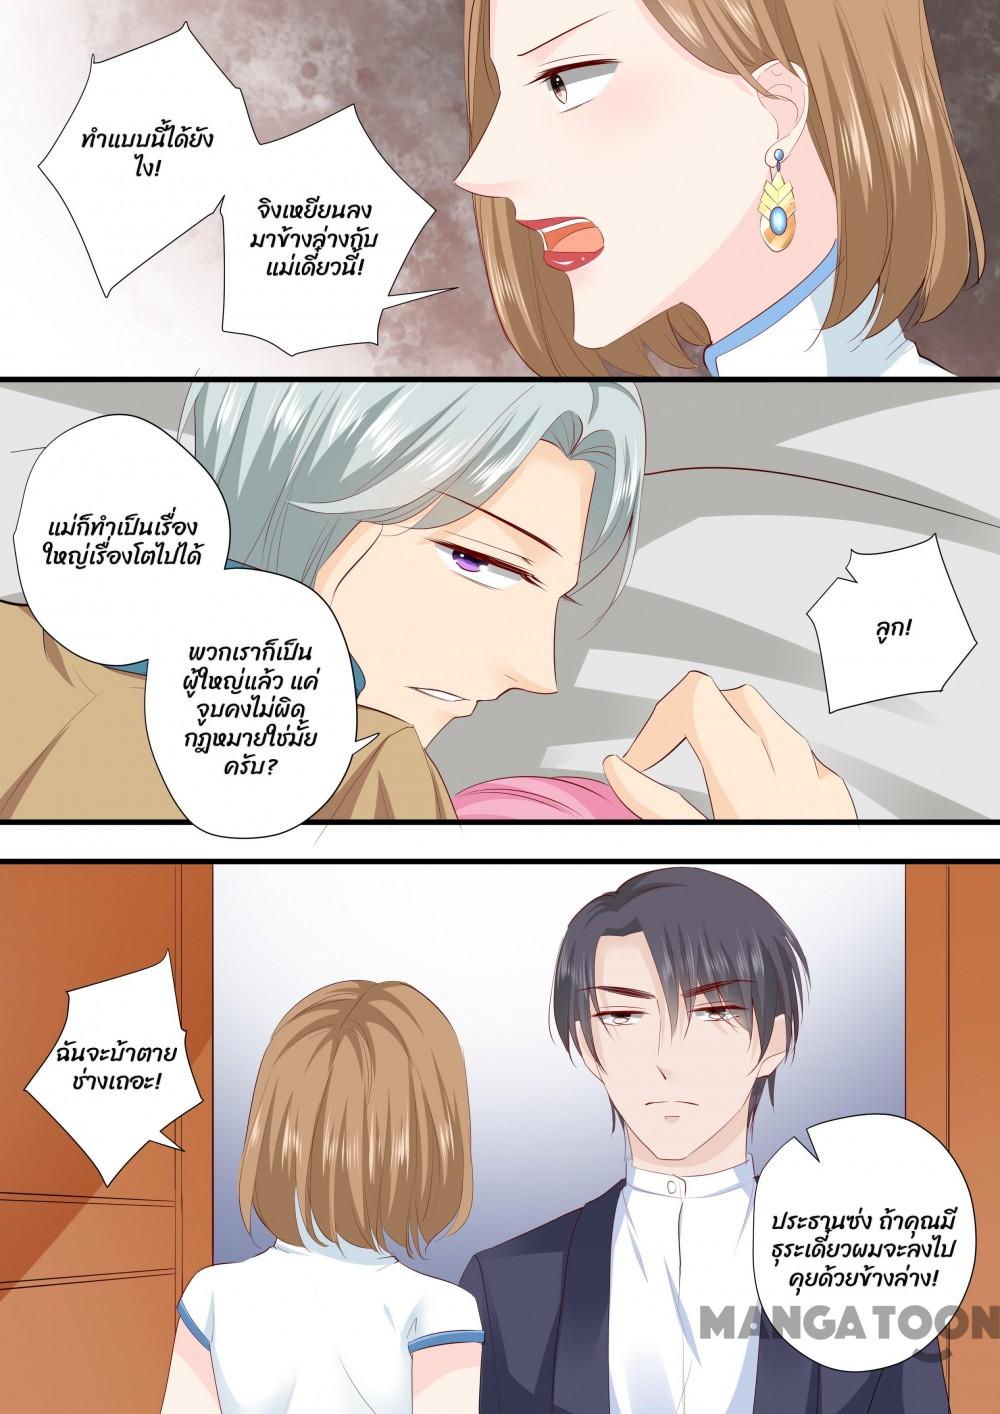 ทำแบบนี้ได้ยัง
ไง!
จิงเหยียนลง
มาข้างล่างกับ
แม่เดี๋ยวนี้!
แม่ก็ทำเป็นเรื่อง
ใหญ่เรื่องโตไปได้
พวกเราก็เป็น
ผู้ใหญ่แล้ว แค่
จูบคงไม่ผิด
กฎหมายใช่มั้ย
ครับ?
ลูก!
ฉันจะบ้าตาย
ช่างเถอะ!
ประธานซ่ง ถ้าคุณมี
ธุระเดี๋ยวผมจะลงไป
คุยด้วยข้างล่าง!
MANGATOON